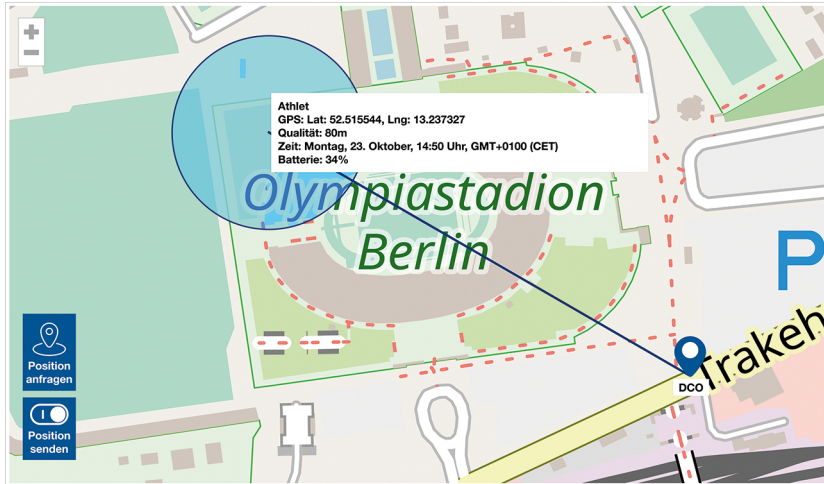 +
−
Athlet
GPS: Lat: 52.515544, Lng: 13.237327
Qualität: 80m
Zeit: Montag, 23. Oktober, 14:50 Uhr, GMT+0100 (CET)
Batterie: 34%
Olympiastadion
Berlin
P
Position
anfragen
Trakeh
DCO
Position
senden